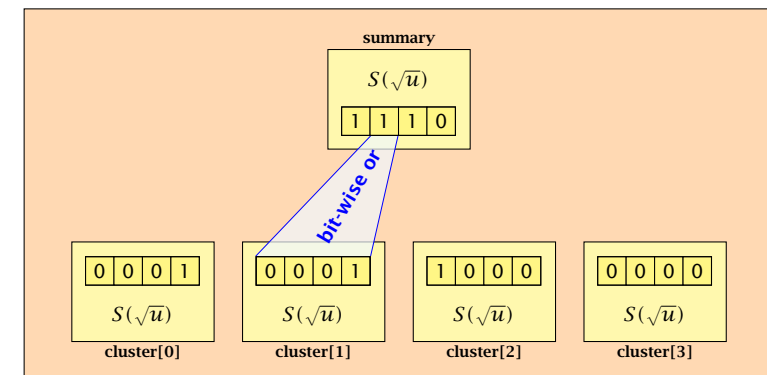 summary
S(√u)
1 1 1 0
bit-wise or
0 0 0 1 0 0 0 1 1 0 0 0 0 0 0 0
S(√u) S(√u) S(√u) S(√u)
cluster[0] cluster[1] cluster[2] cluster[3]